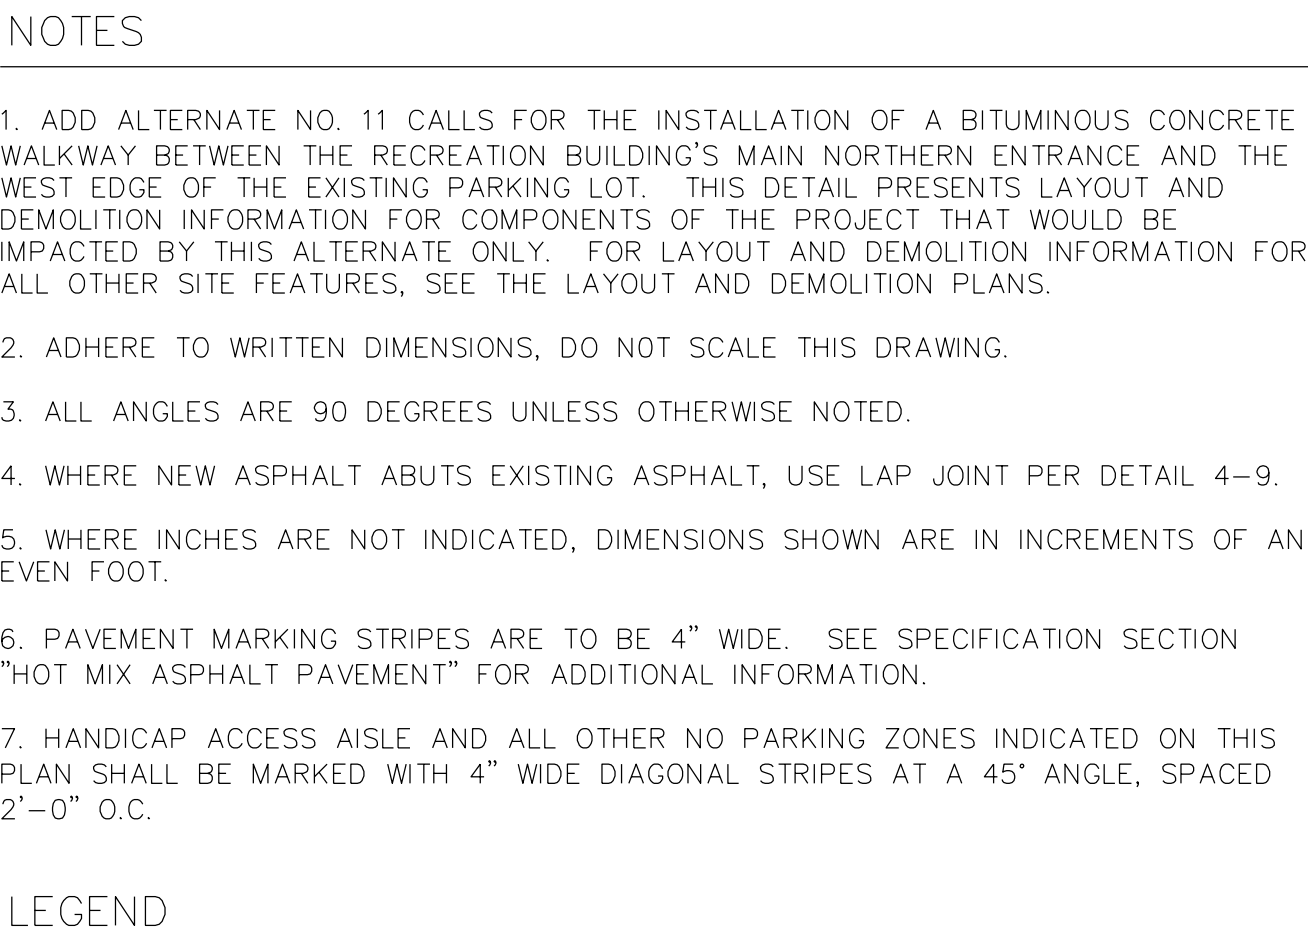 NOTES
1. ADD ALTERNATE NO. 11 CALLS FOR THE INSTALLATION OF A BITUMINOUS CONCRETE
WALKWAY BETWEEN THE RECREATION BUILDING'S MAIN NORTHERN ENTRANCE AND THE
WEST EDGE OF THE EXISTING PARKING LOT. THIS DETAIL PRESENTS LAYOUT AND
DEMOLITION INFORMATION FOR COMPONENTS OF THE PROJECT THAT WOULD BE
IMPACTED BY THIS ALTERNATE ONLY. FOR LAYOUT AND DEMOLITION INFORMATION FOR
ALL OTHER SITE FEATURES, SEE THE LAYOUT AND DEMOLITION PLANS.
2. ADHERE TO WRITTEN DIMENSIONS, DO NOT SCALE THIS DRAWING.
3. ALL ANGLES ARE 90 DEGREES UNLESS OTHERWISE NOTED.
4. WHERE NEW ASPHALT ABUTS EXISTING ASPHALT, USE LAP JOINT PER DETAIL 4-9.
5. WHERE INCHES ARE NOT INDICATED, DIMENSIONS SHOWN ARE IN INCREMENTS OF AN
EVEN FOOT.
6. PAVEMENT MARKING STRIPES ARE TO BE 4" WIDE. SEE SPECIFICATION SECTION
"HOT MIX ASPHALT PAVEMENT" FOR ADDITIONAL INFORMATION.
7. HANDICAP ACCESS AISLE AND ALL OTHER NO PARKING ZONES INDICATED ON THIS
PLAN SHALL BE MARKED WITH 4" WIDE DIAGONAL STRIPES AT A 45° ANGLE, SPACED
2'-0" O.C.
LEGEND